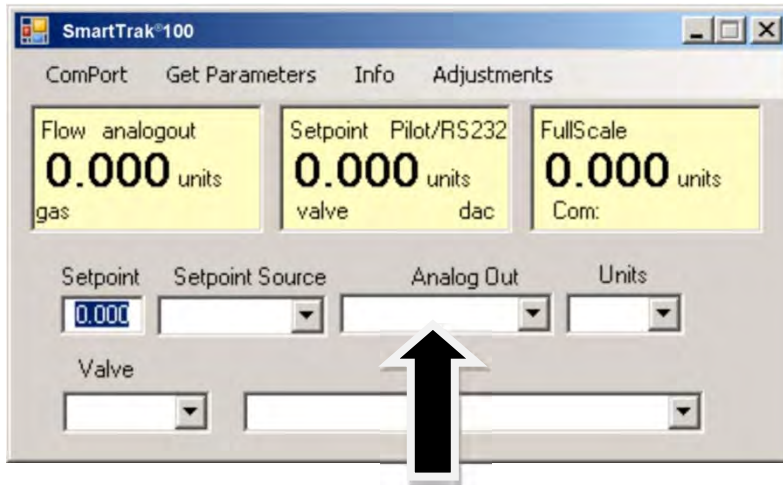 SmartTrak®100
ComPort Get Parameters Info Adjustments
Flow analogout
0.000 units
gas
Setpoint Pilot/RS232
0.000 units
valve dac
FullScale
0.000 units
Com:
Setpoint Setpoint Source Analog Out Units
0.000
Valve